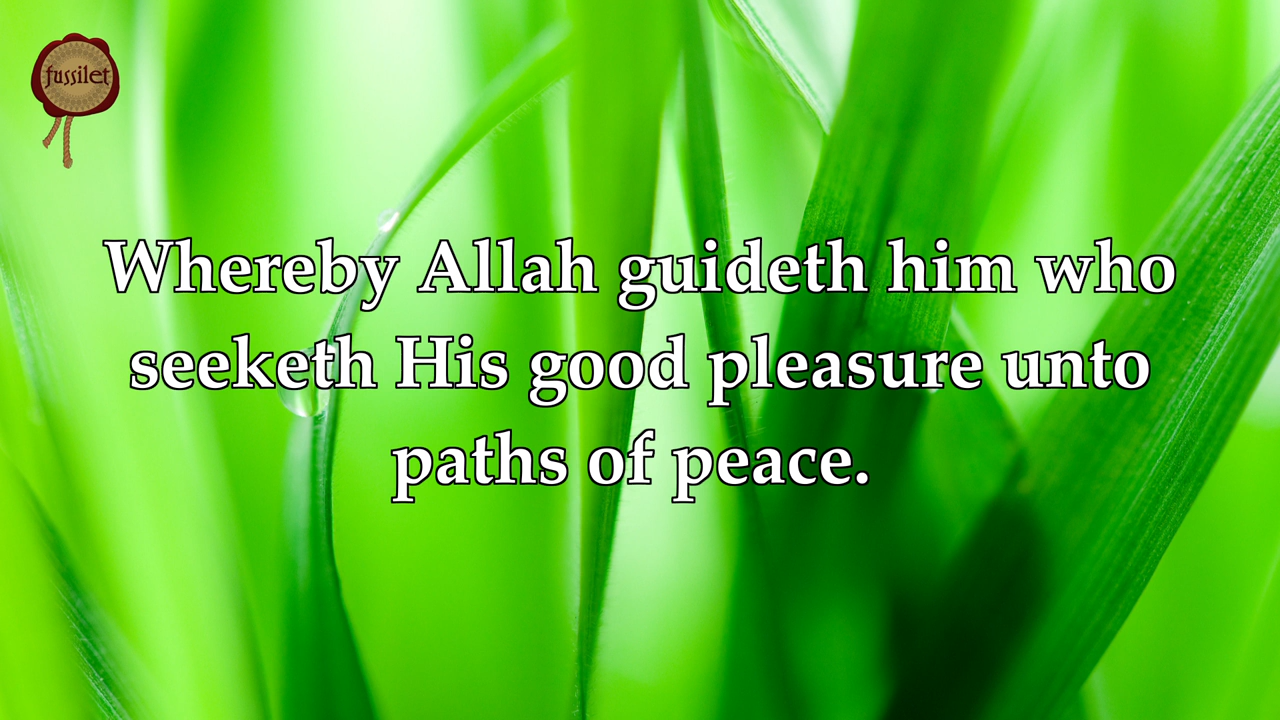 fussilet
Whereby Allah guideth him who
seeketh His good pleasure unto
paths of peace.